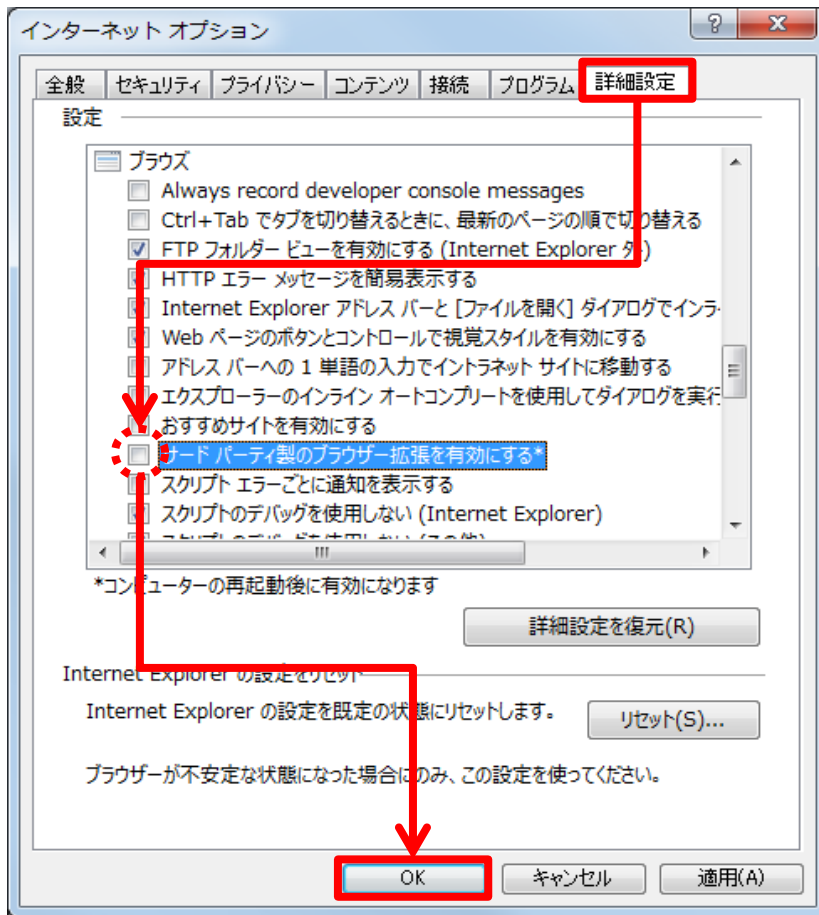 インターネット オプション
全般 セキュリティ プライバシー コンテンツ 接続 プログラム 詳細設定
設定
ブラウズ
Always record developer console messages
Ctrl+Tab でタブを切り替えるときに、最新のページの順で切り替える
FTP フォルダー ビューを有効にする (Internet Explorer 外)
HTTP エラー メッセージを簡易表示する
Internet Explorer アドレス バーと [ファイルを開く] ダイアログでインラ
Web ページのボタンとコントロールで視覚スタイルを有効にする
アドレス バーへの 1 単語の入力でイントラネット サイトに移動する
エクスプローラーのインライン オートコンプリートを使用してダイアログを実行
おすすめサイトを有効にする
サード パーティ製のブラウザー拡張を有効にする*
スクリプト エラーごとに通知を表示する
スクリプトのデバッグを使用しない (Internet Explorer)
スクリプトのデバッグを使用しない (その他)
*コンピューターの再起動後に有効になります
詳細設定を復元(R)
Internet Explorer の設定をリセット
Internet Explorer の設定を既定の状態にリセットします。
リセット(S)...
ブラウザーが不安定な状態になった場合にのみ、この設定を使ってください。
OK キャンセル 適用(A)